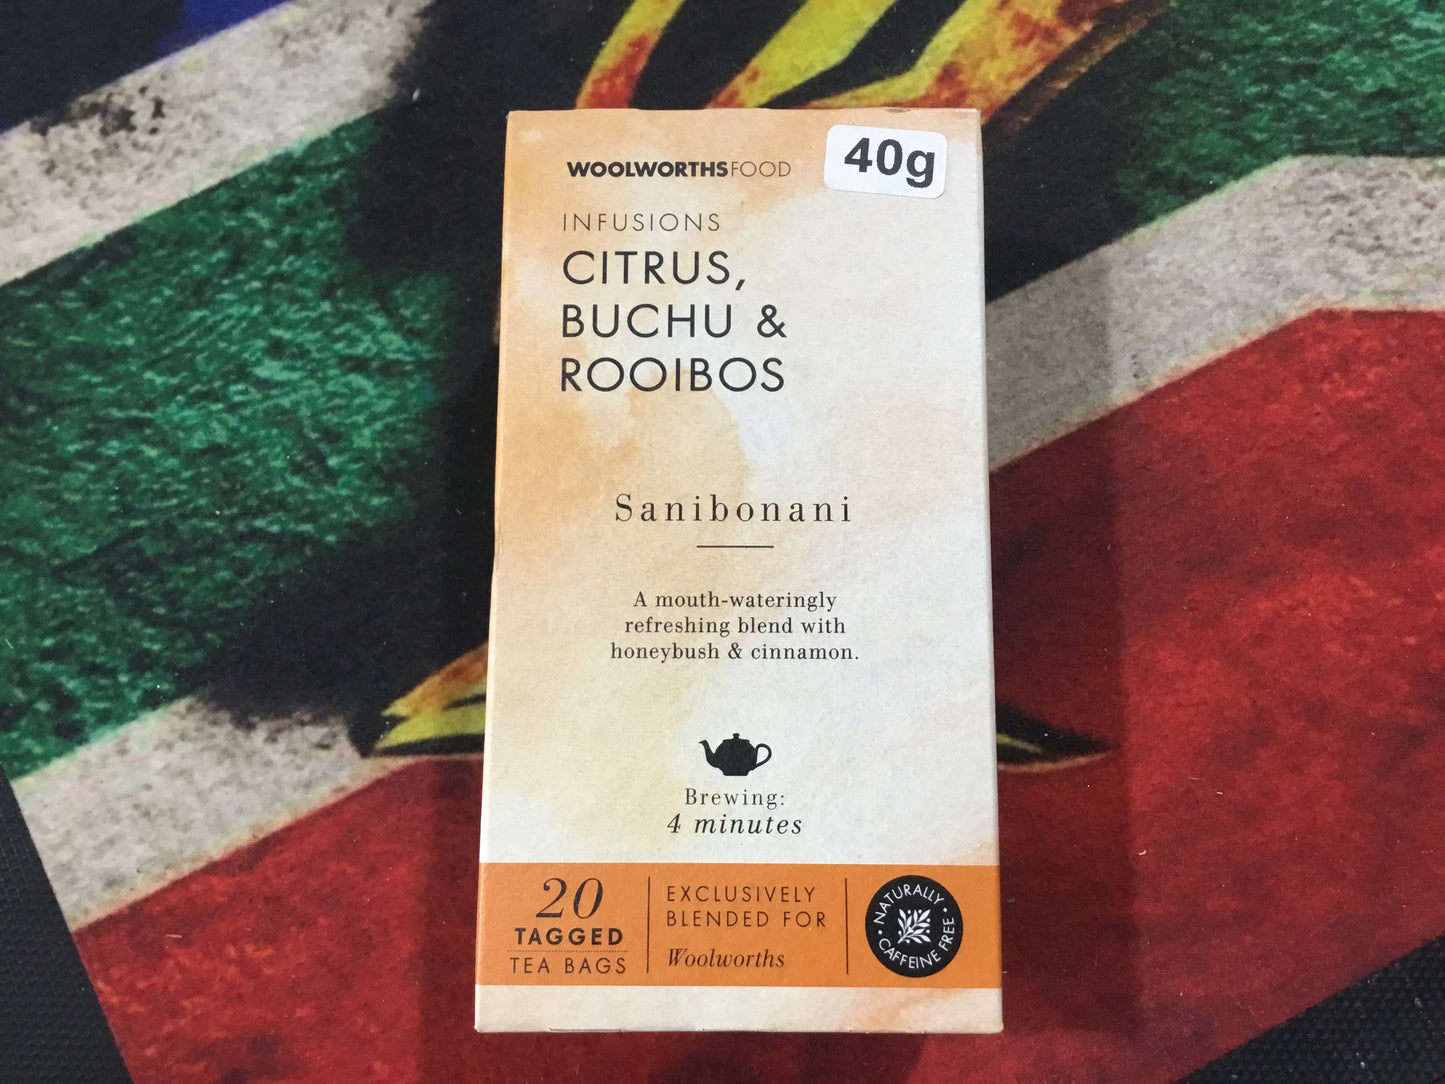 WOOLWORTHSFOOD
40g
INFUSIONS
CITRUS,
BUCHU &
ROOIBOS
Sanibonani
A mouth-wateringly
refreshing blend with
honeybush & cinnamon.
Brewing:
4 minutes
20
TAGGED
TEA BAGS
EXCLUSIVELY
BLENDED FOR
Woolworths
• NATURALLY •
CAFFEINE FREE